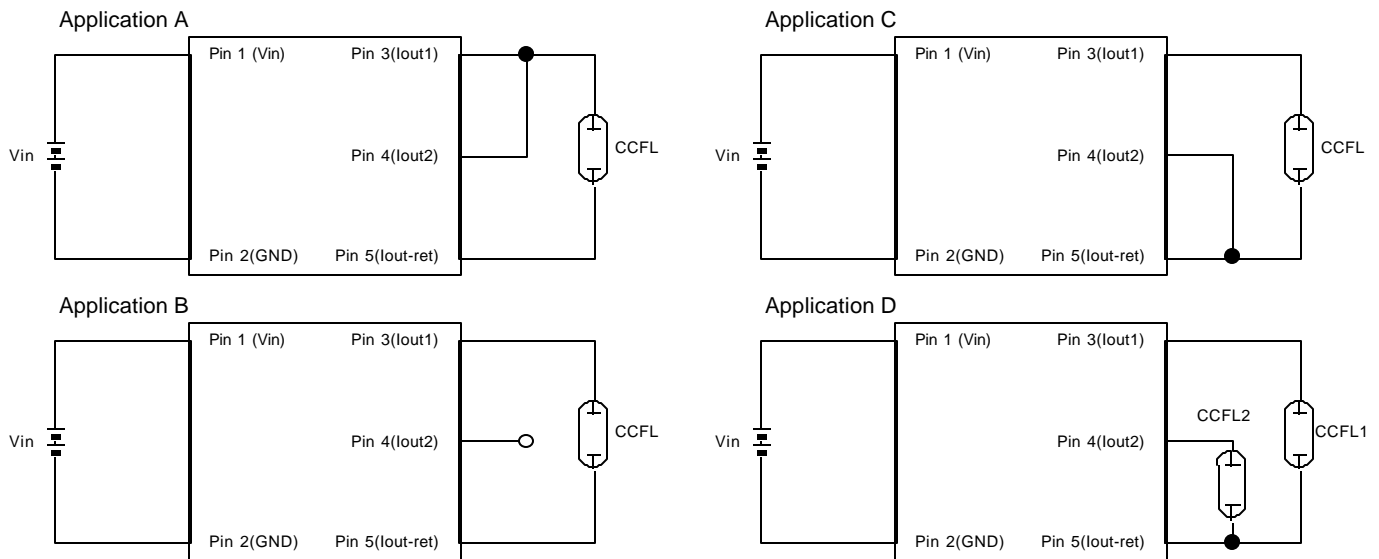 Application A
Pin 1 (Vin)
Pin 3(Iout1)
Vin
Pin 4(Iout2)
CCFL
Pin 2(GND)
Pin 5(Iout-ret)
Application C
Pin 1 (Vin)
Pin 3(Iout1)
Vin
Pin 4(Iout2)
CCFL
Pin 2(GND)
Pin 5(Iout-ret)
Application B
Pin 1 (Vin)
Pin 3(Iout1)
Vin
Pin 4(Iout2)
CCFL
Pin 2(GND)
Pin 5(Iout-ret)
Application D
Pin 1 (Vin)
Pin 3(Iout1)
Vin
Pin 4(Iout2)
CCFL2
CCFL1
Pin 2(GND)
Pin 5(Iout-ret)